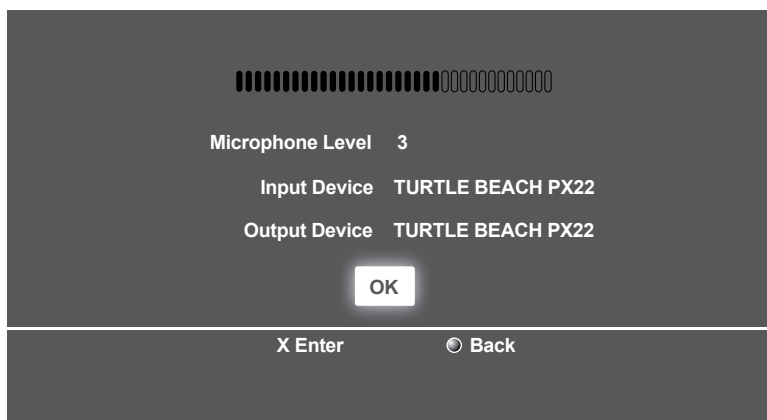 Microphone Level 3
Input Device TURTLE BEACH PX22
Output Device TURTLE BEACH PX22
OK
X Enter Back